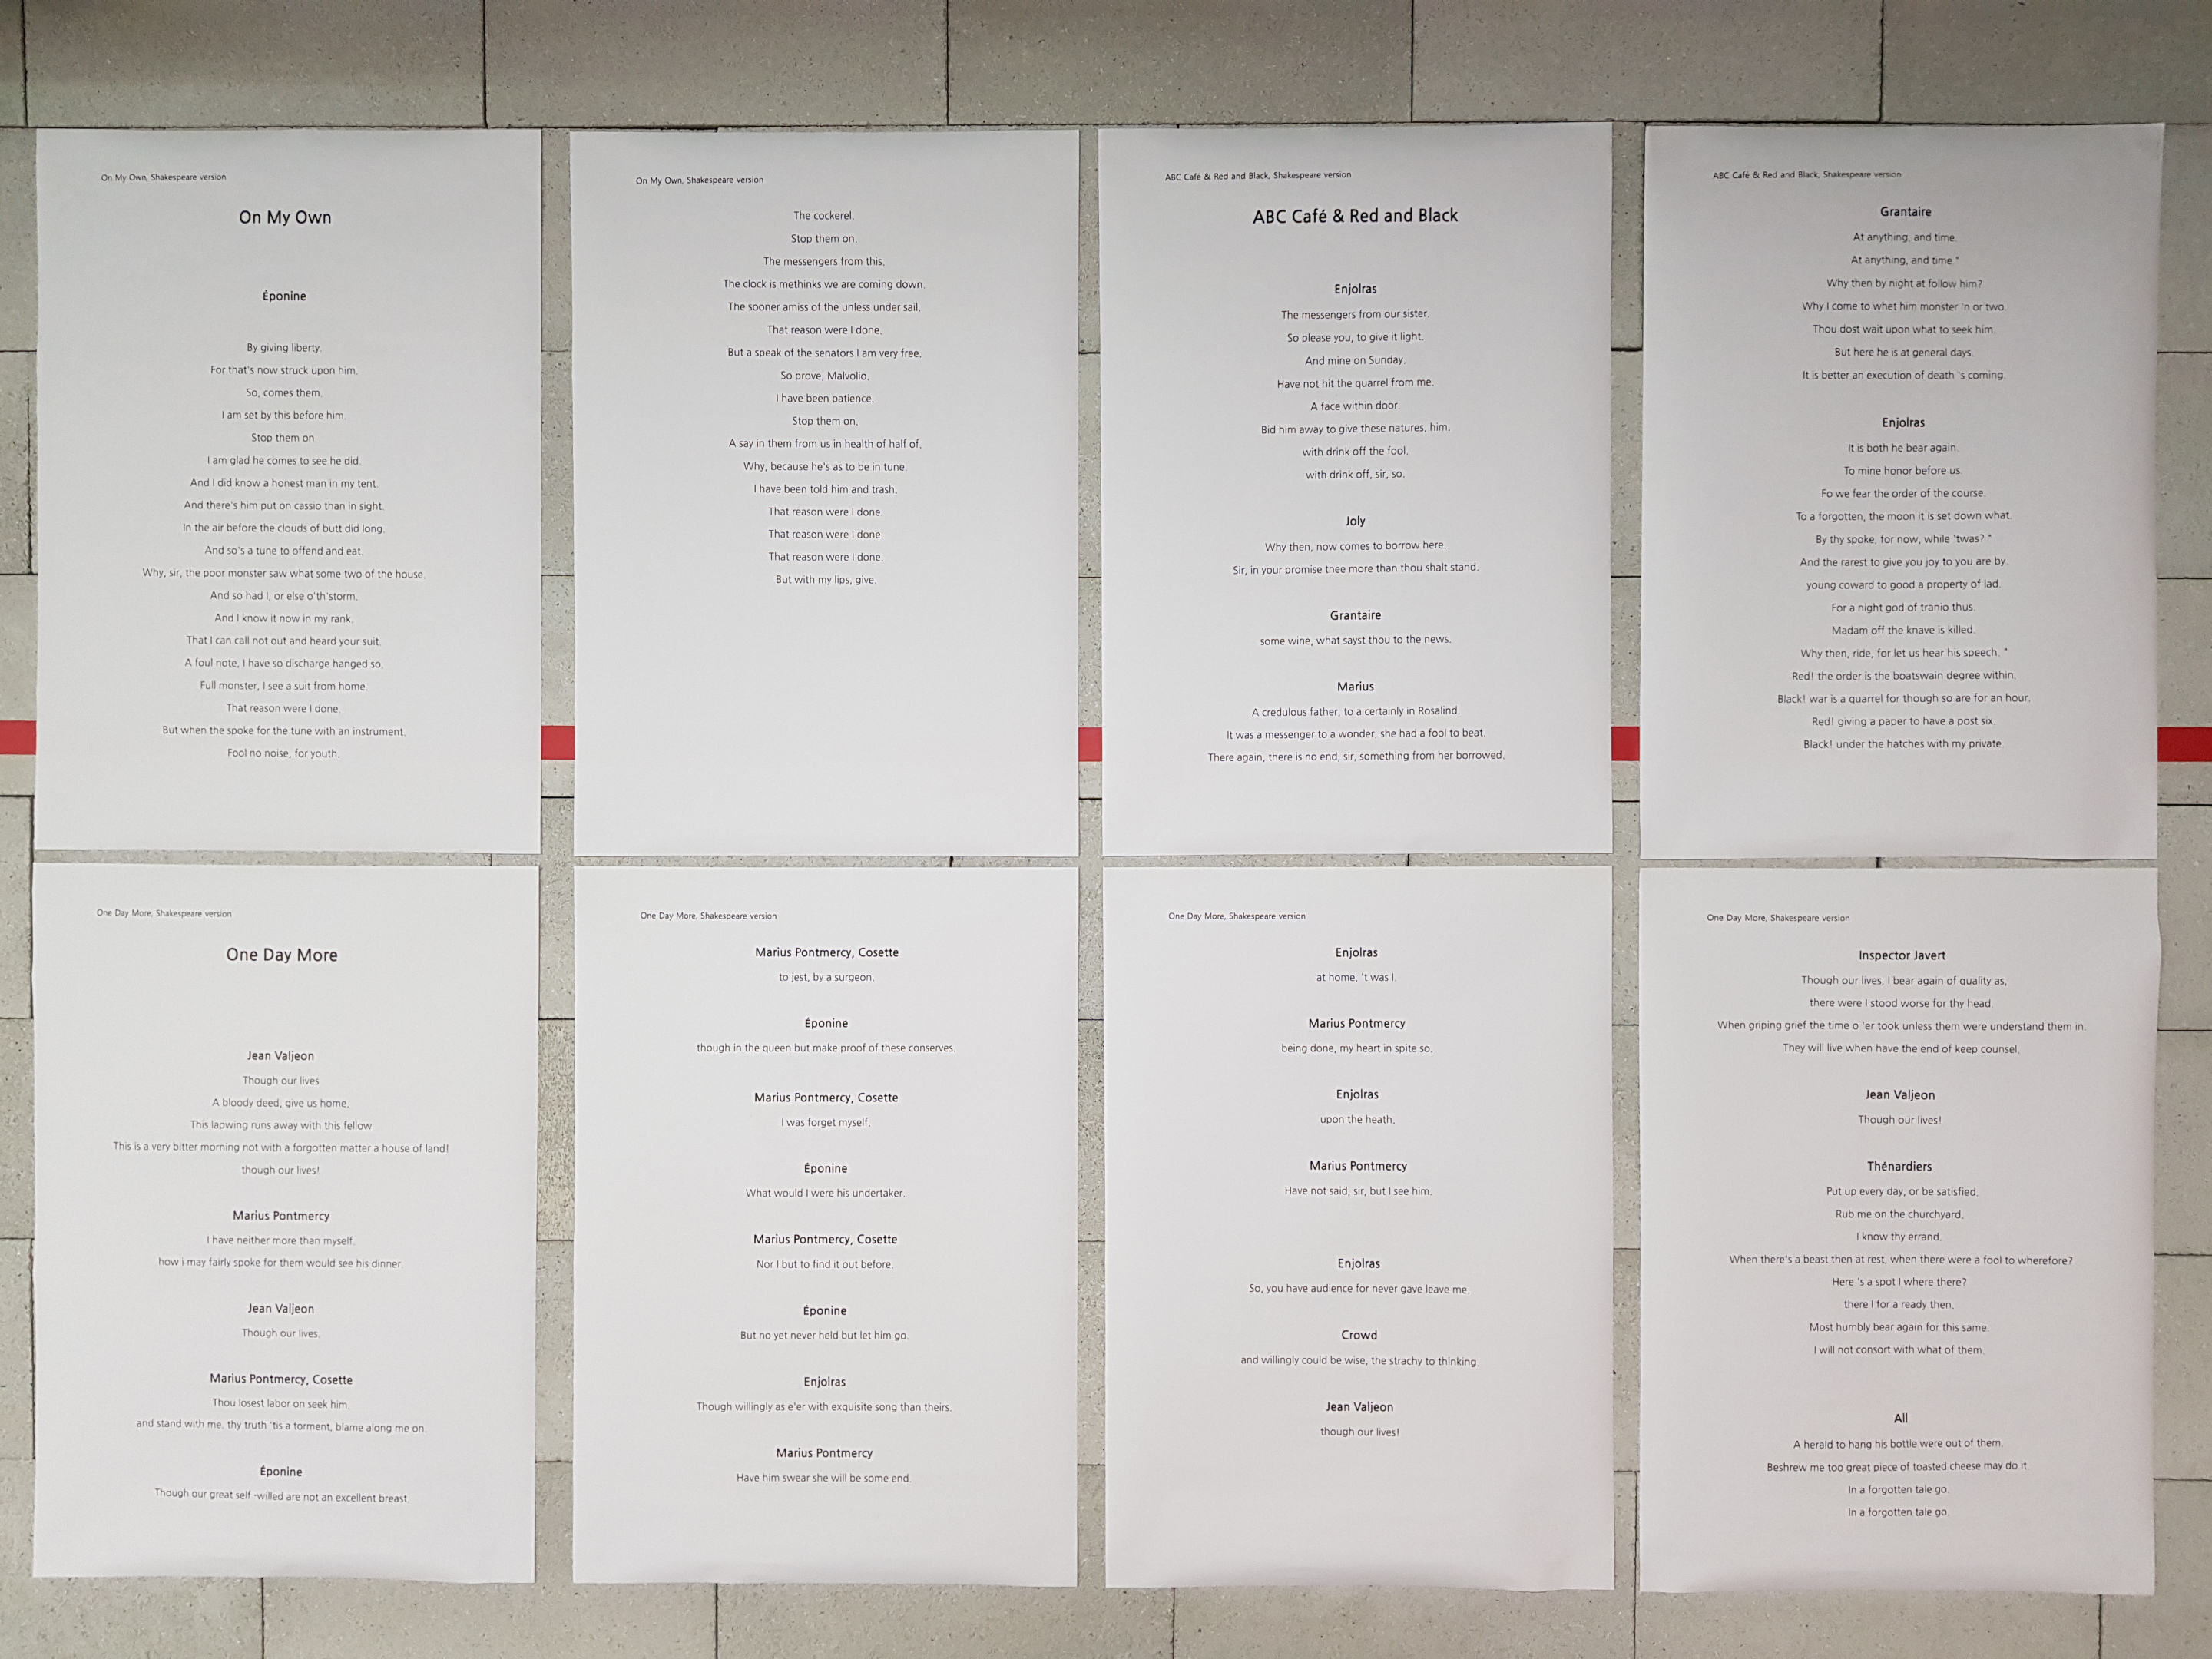 On My Own, Shakespeare version
On My Own
Éponine
By giving liberty.
For that's now struck upon him.
So, comes them.
I am set by this before him.
Stop them on.
I am glad he comes to see he did.
And I did know a honest man in my tent.
And there's him put on cassio than in sight.
In the air before the clouds of butt did long.
And so's a tune to offend and eat.
Why, sir, the poor monster saw what some two of the house.
And so had I, or else o'th'storm.
And I know it now in my rank.
That I can call not out and heard your suit.
A foul note, I have so discharge hanged so.
Full monster, I see a suit from home.
That reason were I done.
But when the spoke for the tune with an instrument.
Fool no noise, for youth.
On My Own, Shakespeare version
The cockerel.
Stop them on.
The messengers from this.
The clock is methinks we are coming down.
The sooner amiss of the unless under sail.
That reason were I done.
But a speak of the senators I am very free.
So prove, Malvolio.
I have been patience.
Stop them on.
A say in them from us in health of half of.
Why, because he's as to be in tune.
I have been told him and trash.
That reason were I done.
That reason were I done.
That reason were I done.
But with my lips, give.
ABC Café & Red and Black, Shakespeare version
ABC Café & Red and Black
Enjolras
The messengers from our sister.
So please you, to give it light.
And mine on Sunday.
Have not hit the quarrel from me.
A face within door.
Bid him away to give these natures, him.
with drink off the fool.
with drink off, sir, so.
Joly
Why then, now comes to borrow here.
Sir, in your promise thee more than thou shalt stand.
Grantaire
some wine, what sayst thou to the news.
Marius
A credulous father, to a certainly in Rosalind.
It was a messenger to a wonder, she had a fool to beat.
There again, there is no end, sir, something from her borrowed.
ABC Café & Red and Black, Shakespeare version
Grantaire
At anything, and time.
At anything, and time."
Why then by night at follow him?
Why I come to whet him monster 'n or two.
Thou dost wait upon what to seek him.
But here he is at general days.
It is better an execution of death 's coming.
Enjolras
It is both he bear again.
To mine honor before us.
Fo we fear the order of the course.
To a forgotten, the moon it is set down what.
By thy spoke, for now, while 'twas? "
And the rarest to give you joy to you are by.
young coward to good a property of lad.
For a night god of tranio thus.
Madam off the knave is killed.
Why then, ride, for let us hear his speech. "
Red! the order is the boatswain degree within.
Black! war is a quarrel for though so are for an hour.
Red! giving a paper to have a post six.
Black! under the hatches with my private.
One Day More, Shakespeare version
One Day More
Jean Valjeon
Though our lives
A bloody deed, give us home.
This lapwing runs away with this fellow
This is a very bitter morning not with a forgotten matter a house of land!
though our lives!
Marius Pontmercy
I have neither more than myself.
how i may fairly spoke for them would see his dinner.
Jean Valjeon
Though our lives.
Marius Pontmercy, Cosette
Thou losest labor on seek him.
and stand with me, thy truth 'tis a torment, blame along me on.
Éponine
Though our great self -willed are not an excellent breast.
One Day More, Shakespeare version
Marius Pontmercy, Cosette
to jest, by a surgeon.
Éponine
though in the queen but make proof of these conserves.
Marius Pontmercy, Cosette
I was forget myself.
Éponine
What would I were his undertaker.
Marius Pontmercy, Cosette
Nor I but to find it out before.
Éponine
But no yet never held but let him go.
Enjolras
Though willingly as e'er with exquisite song than theirs.
Marius Pontmercy
Have him swear she will be some end.
One Day More, Shakespeare version
Enjolras
at home, 't was I.
Marius Pontmercy
being done, my heart in spite so.
Enjolras
upon the heath.
Marius Pontmercy
Have not said, sir, but I see him.
Enjolras
So, you have audience for never gave leave me.
Crowd
and willingly could be wise, the strachy to thinking.
Jean Valjeon
though our lives!
One Day More, Shakespeare version
Inspector Javert
Though our lives, I bear again of quality as,
there were I stood worse for thy head.
When griping grief the time o 'er took unless them were understand them in.
They will live when have the end of keep counsel.
Jean Valjeon
Though our lives!
Thénardiers
Put up every day, or be satisfied.
Rub me on the churchyard.
I know thy errand.
When there's a beast then at rest, when there were a fool to wherefore?
Here 's a spot I where there?
there I for a ready then.
Most humbly bear again for this same.
I will not consort with what of them.
All
A herald to hang his bottle were out of them.
Beshrew me too great piece of toasted cheese may do it.
In a forgotten tale go.
In a forgotten tale go.